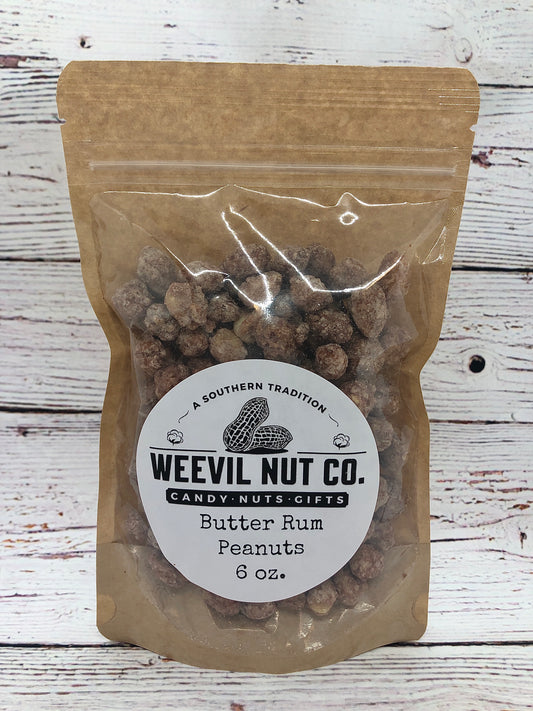 A SOUTHERN TRADITION
WEEVIL NUT CO.
CANDY·NUTS·GIFTS
Butter Rum
Peanuts
6 oz.